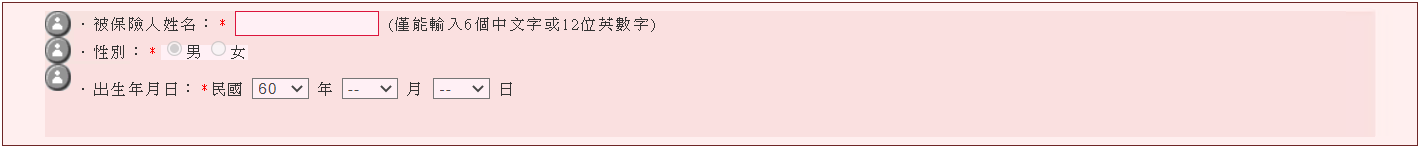 ．被保險人姓名：* (僅能輸入6個中文字或12位英數字)
．性別：* 男 女
．出生年月日：*民國 60 年 -- 月 -- 日